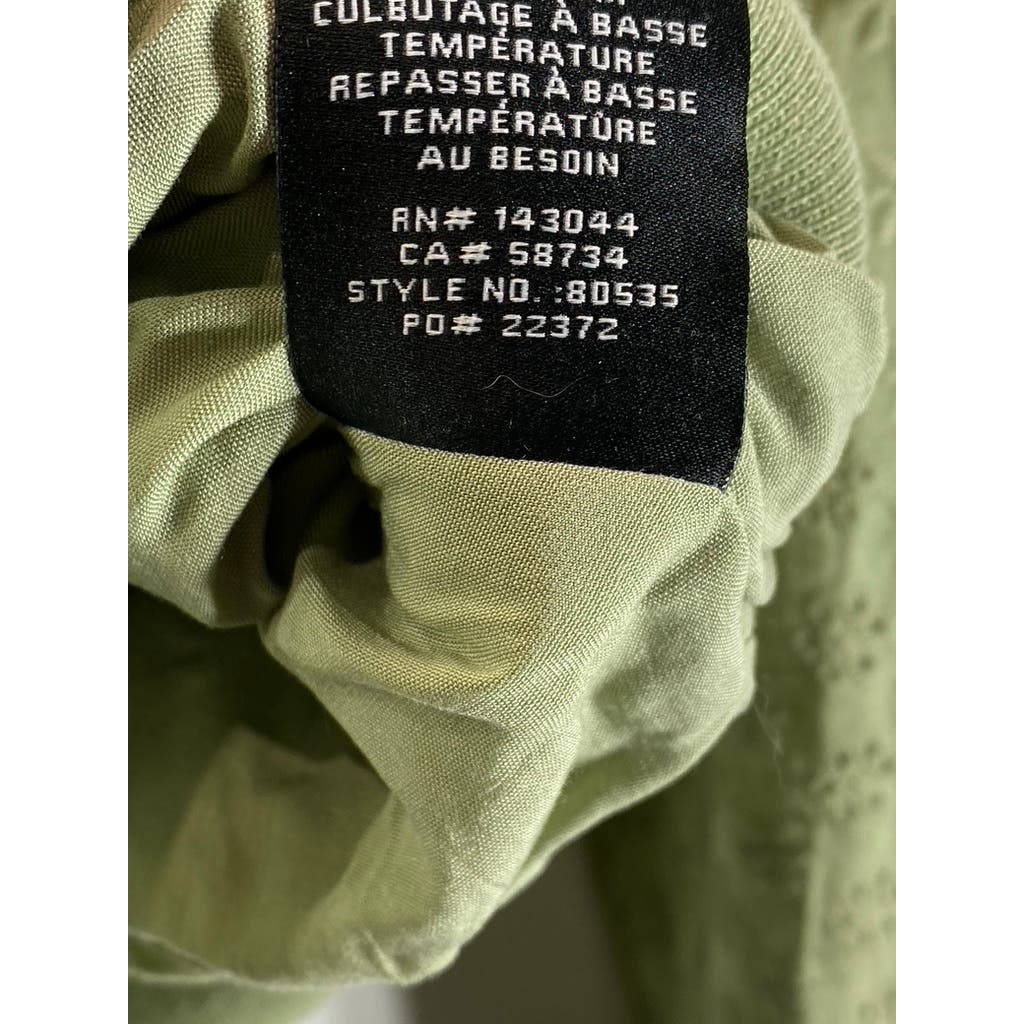 CULBUTAGE À BASSE
TEMPÉRATURE
REPASSER À BASSE
TEMPÉRATÛRE
AU BESOIN
RN# 143044
CA# 58734
STYLE NO. :80535
PO# 22372